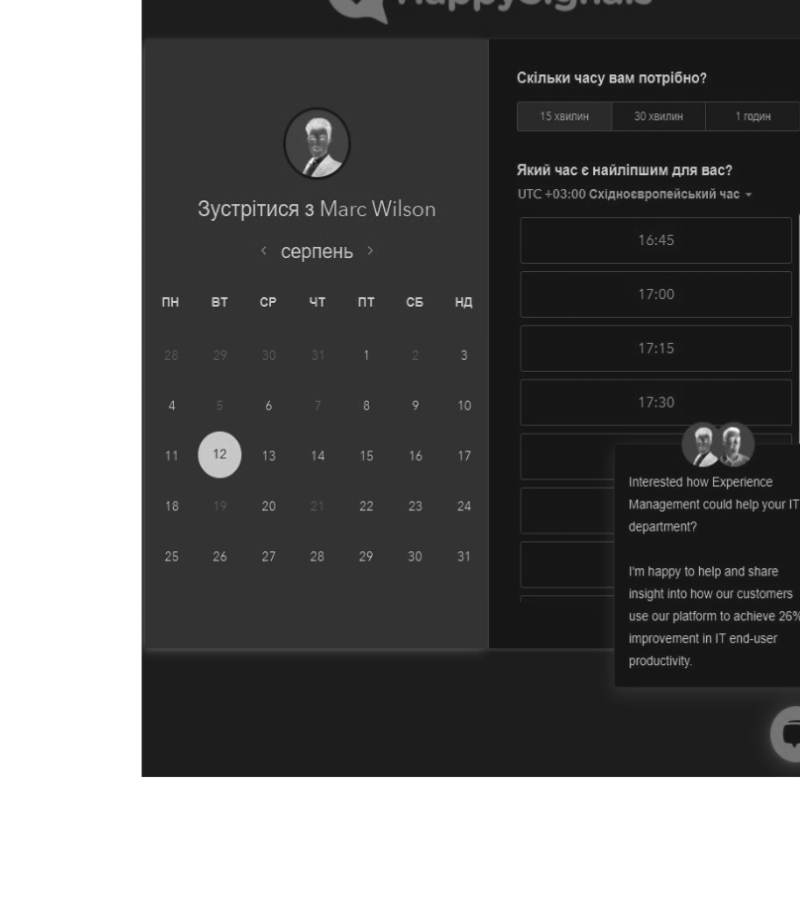 HappySignals
Зустрітися з Marc Wilson
серпень
ПН ВТ СР ЧТ ПТ СБ НД
28 29 30 31 1 2 3
4 5 6 7 8 9 10
11 12 13 14 15 16 17
18 19 20 21 22 23 24
25 26 27 28 29 30 31
Скільки часу вам потрібно?
15 хвилин 30 хвилин 1 годин
Який час є найліпшим для вас?
UTC +03:00 Східноєвропейський час
16:45
17:00
17:15
17:30
Interested how Experience
Management could help your IT
department?
I'm happy to help and share
insight into how our customers
use our platform to achieve 26%
improvement in IT end-user
productivity.